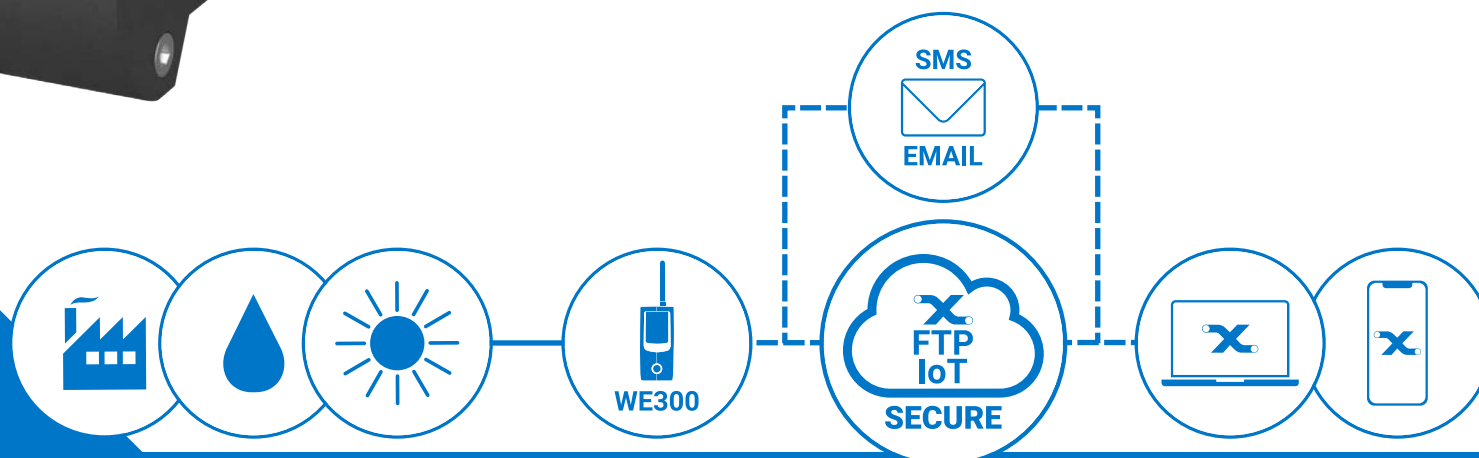 SMS
EMAIL
WE300
FTP
IoT
SECURE